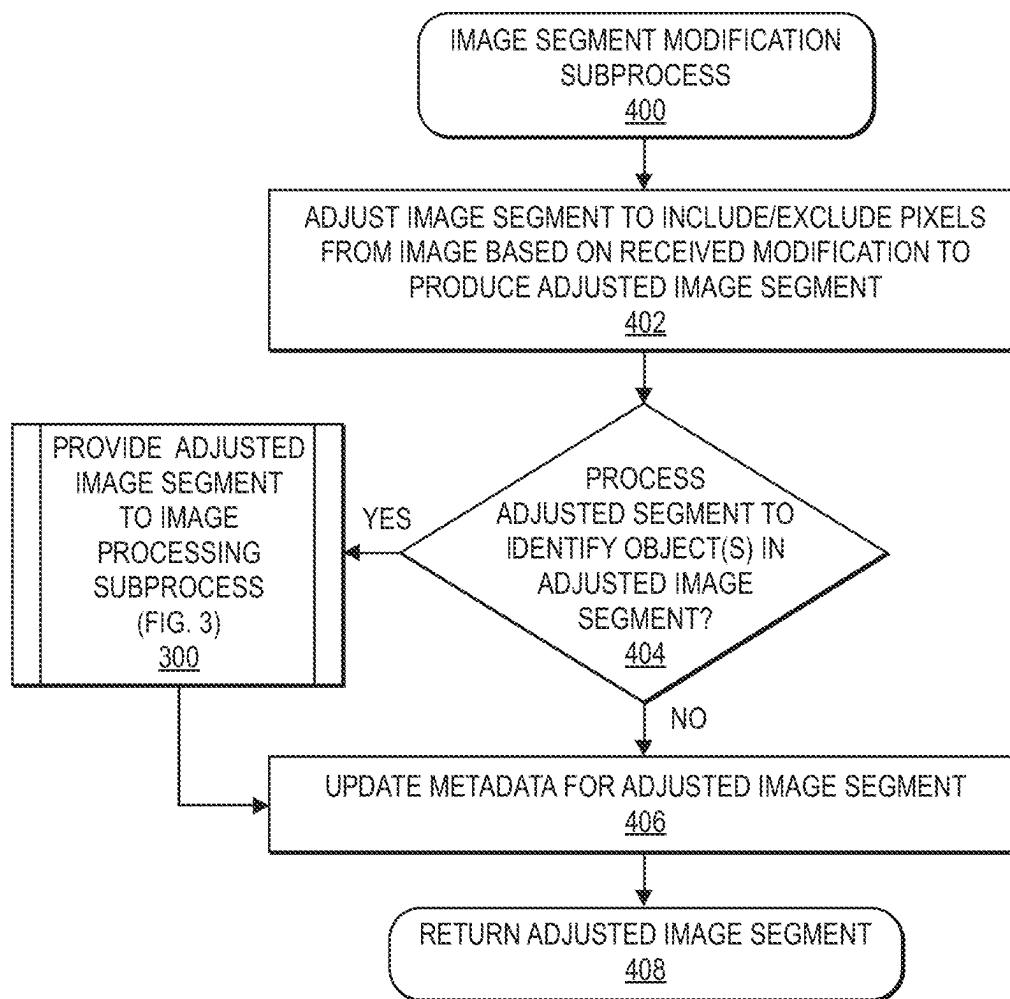 IMAGE SEGMENT MODIFICATION
SUBPROCESS
400
ADJUST IMAGE SEGMENT TO INCLUDE/EXCLUDE PIXELS
FROM IMAGE BASED ON RECEIVED MODIFICATION TO
PRODUCE ADJUSTED IMAGE SEGMENT
402
PROCESS
ADJUSTED SEGMENT TO
IDENTIFY OBJECT(S) IN
ADJUSTED IMAGE
SEGMENT?
404
YES
PROVIDE ADJUSTED
IMAGE SEGMENT
TO IMAGE
PROCESSING
SUBPROCESS
(FIG. 3)
300
NO
UPDATE METADATA FOR ADJUSTED IMAGE SEGMENT
406
RETURN ADJUSTED IMAGE SEGMENT
408